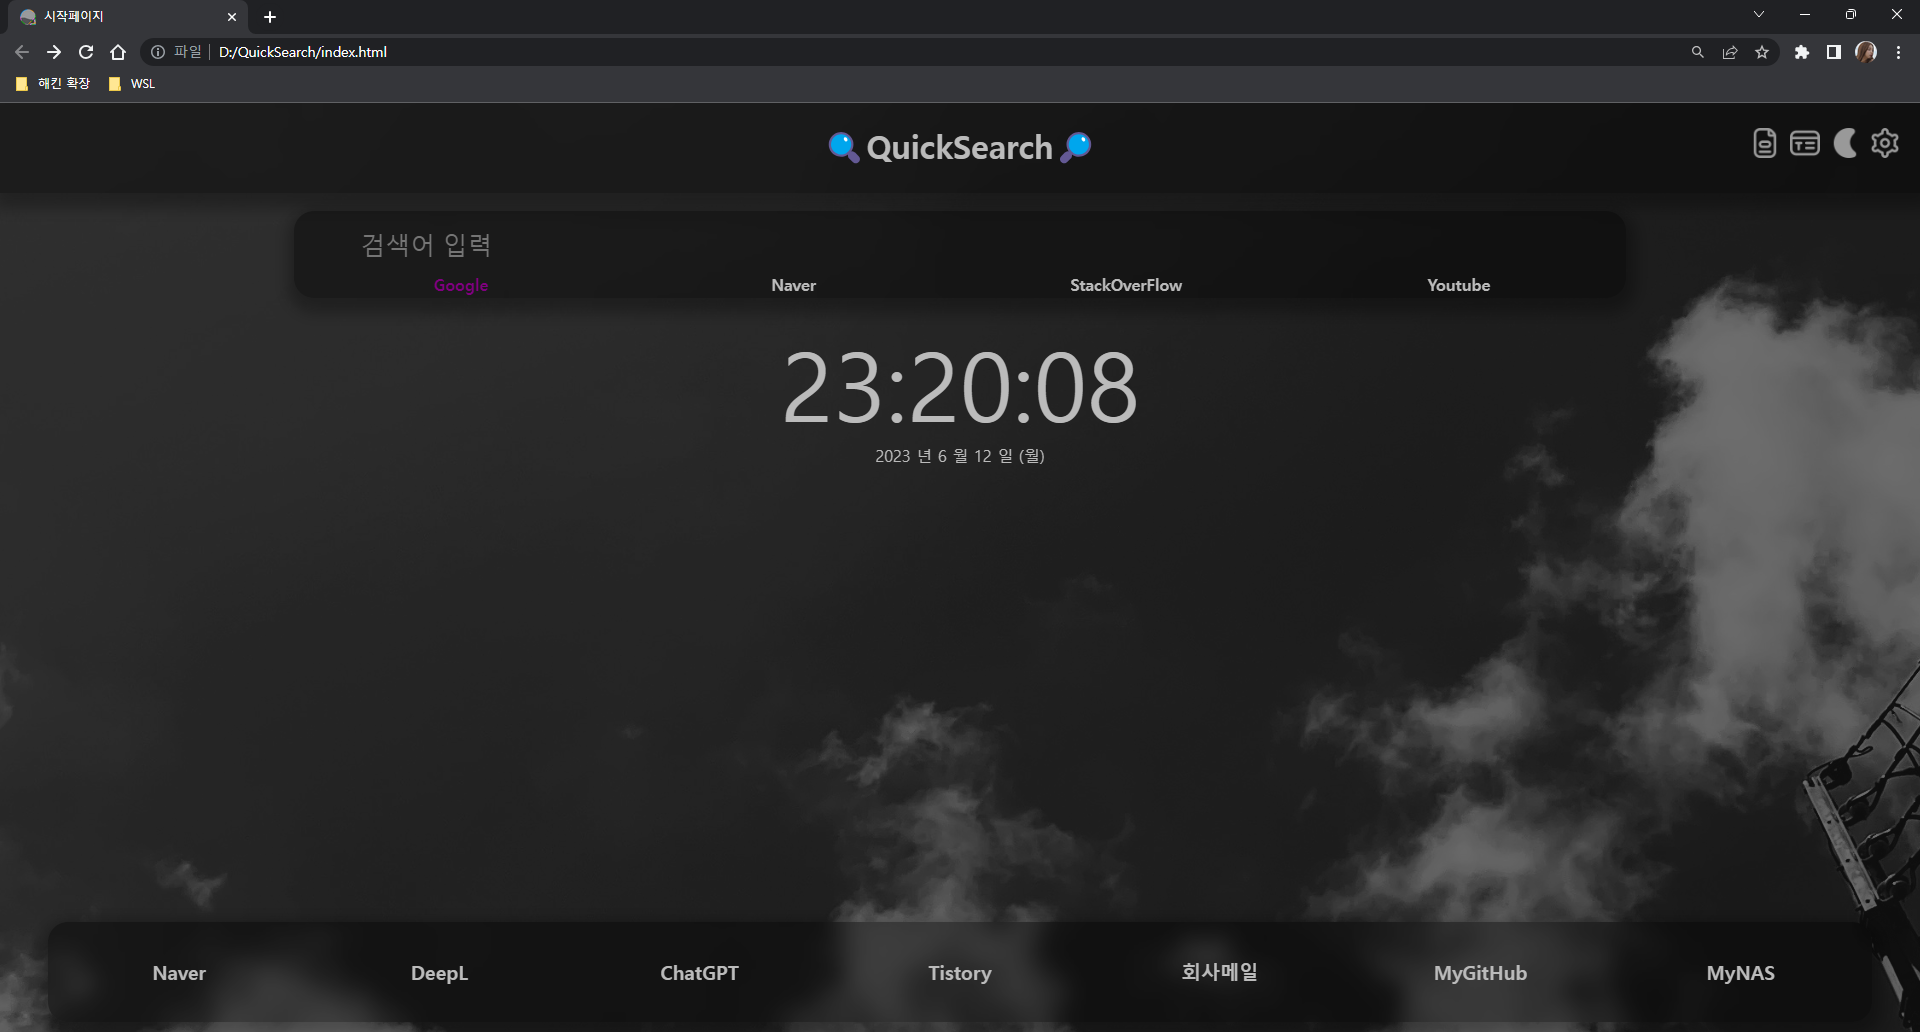 시작페이지
파일 D:/QuickSearch/index.html
해킨 확장 WSL
QuickSearch
검색어 입력
Google Naver StackOverFlow Youtube
23:20:08
2023 년 6 월 12 일 (월)
Naver DeepL ChatGPT Tistory 회사메일 MyGitHub MyNAS